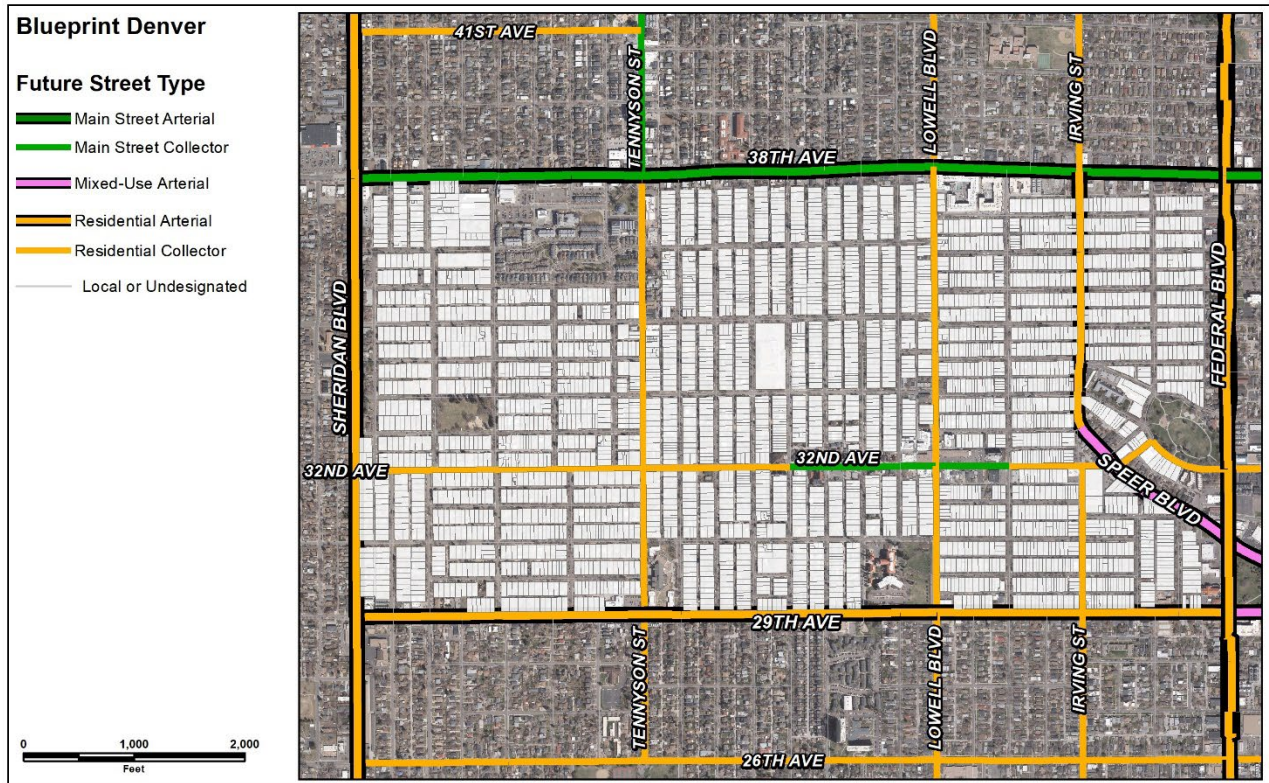 Blueprint Denver
Future Street Type
Main Street Arterial
Main Street Collector
Mixed-Use Arterial
Residential Arterial
Residential Collector
Local or Undesignated
0 1,000 2,000
Feet
41ST AVE
TENNYSON ST
LOWELL BLVD
IRVING ST
38TH AVE
SHERIDAN BLVD
FEDERAL BLVD
32ND AVE
32ND AVE
SPEER BLVD
29TH AVE
TENNYSON ST
LOWELL BLVD
IRVING ST
26TH AVE